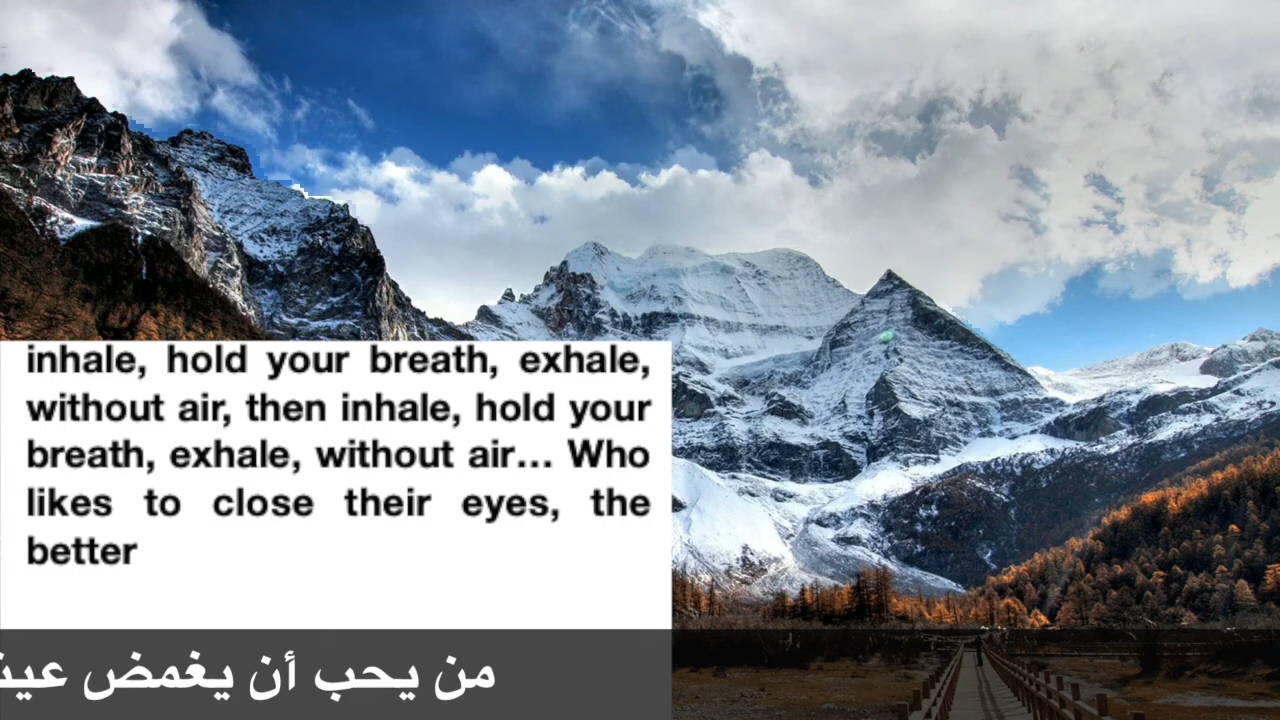 inhale, hold your breath, exhale,
without air, then inhale, hold your
breath, exhale, without air... Who
likes to close their eyes, the
better
من يحب أن يغمض